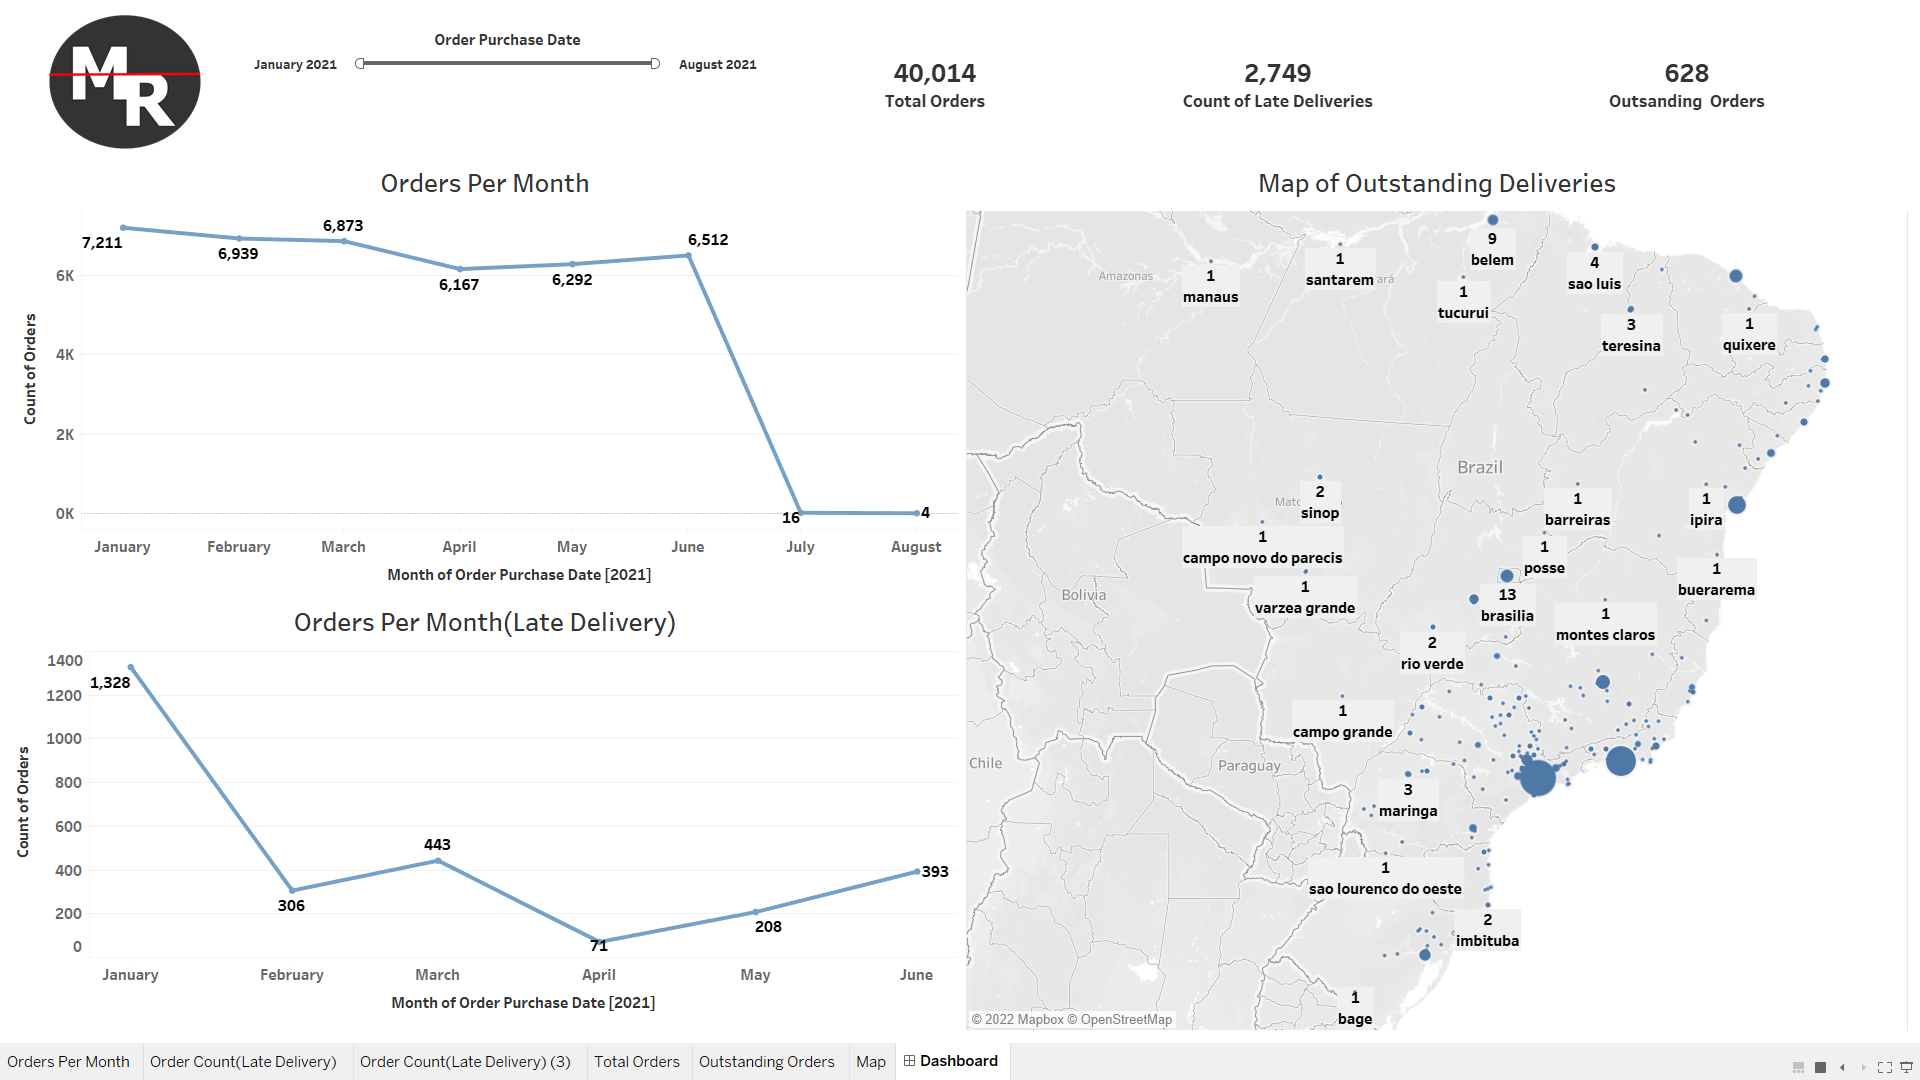 MR
Order Purchase Date
January 2021
August 2021
40,014
Total Orders
2,749
Count of Late Deliveries
628
Outsanding Orders
Orders Per Month
Count of Orders
6K
4K
2K
0K
7,211
6,939
6,873
6,167
6,292
6,512
16
4
January
February
March
April
May
June
July
August
Month of Order Purchase Date [2021]
Orders Per Month(Late Delivery)
Count of Orders
1400
1200
1000
800
600
400
200
0
1,328
306
443
71
208
393
January
February
March
April
May
June
Month of Order Purchase Date [2021]
Map of Outstanding Deliveries
Amazonas
1
manaus
1
santarem
ará
9
belem
1
tucurui
4
sao luis
3
teresina
1
quixere
Brazil
Mato
2
sinop
1
barreiras
1
ipira
1
campo novo do parecis
1
posse
1
buerarema
Bolivia
1
varzea grande
13
brasilia
1
montes claros
2
rio verde
1
campo grande
Chile
Paraguay
3
maringa
1
sao lourenco do oeste
2
imbituba
1
bage
© 2022 Mapbox © OpenStreetMap
Orders Per Month
Order Count(Late Delivery)
Order Count(Late Delivery) (3)
Total Orders
Outstanding Orders
Map
Dashboard